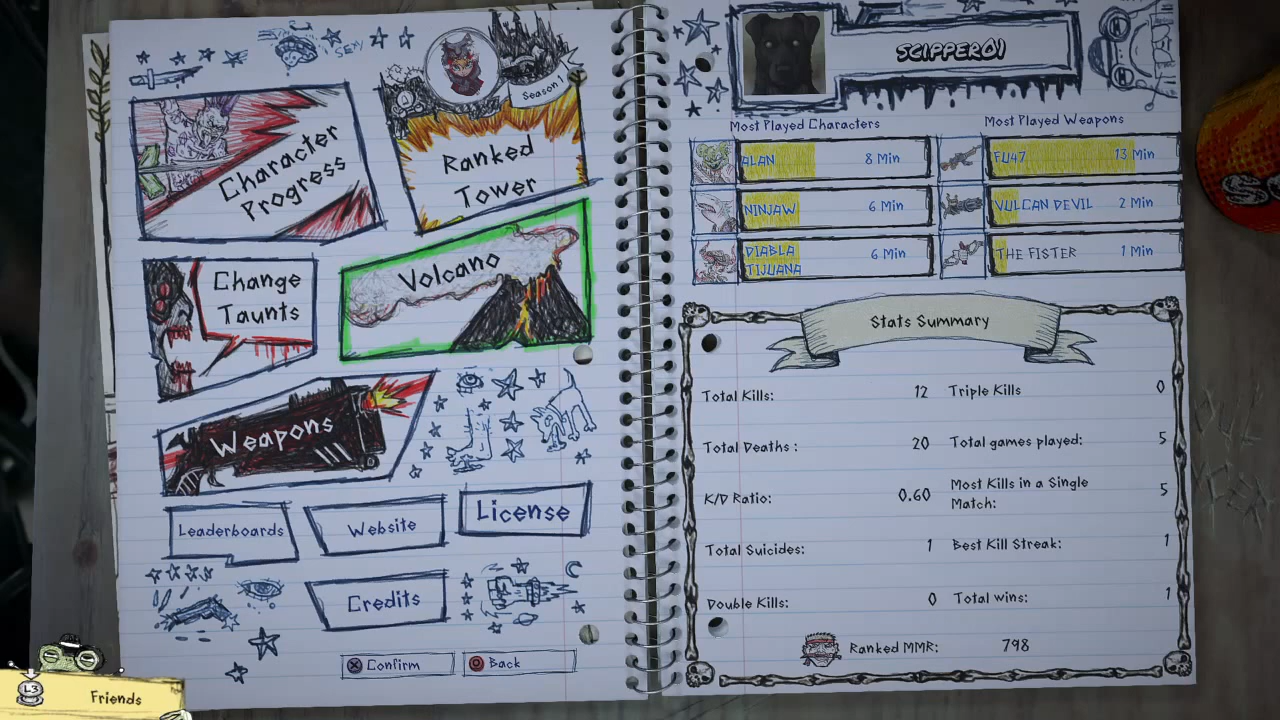 SEXY
Character
Progress
Season 1
Ranked
Tower
Change
Taunts
Volcano
Weapons
Leaderboards
Website
License
Credits
Confirm
Back
L3
Friends
SCIPPER01
Most Played Characters
ALAN 8 Min
NINJAW 6 Min
DIABLA
TIJUANA 6 Min
Most Played Weapons
FU47 13 Min
VULCAN DEVIL 2 Min
THE FISTER 1 Min
Stats Summary
Total Kills: 12
Triple Kills 0
Total Deaths : 20
Total games played: 5
K/D Ratio: 0.60
Most Kills in a Single
Match: 5
Total Suicides: 1
Best Kill Streak: 1
Double Kills: 0
Total wins: 1
Ranked MMR: 798